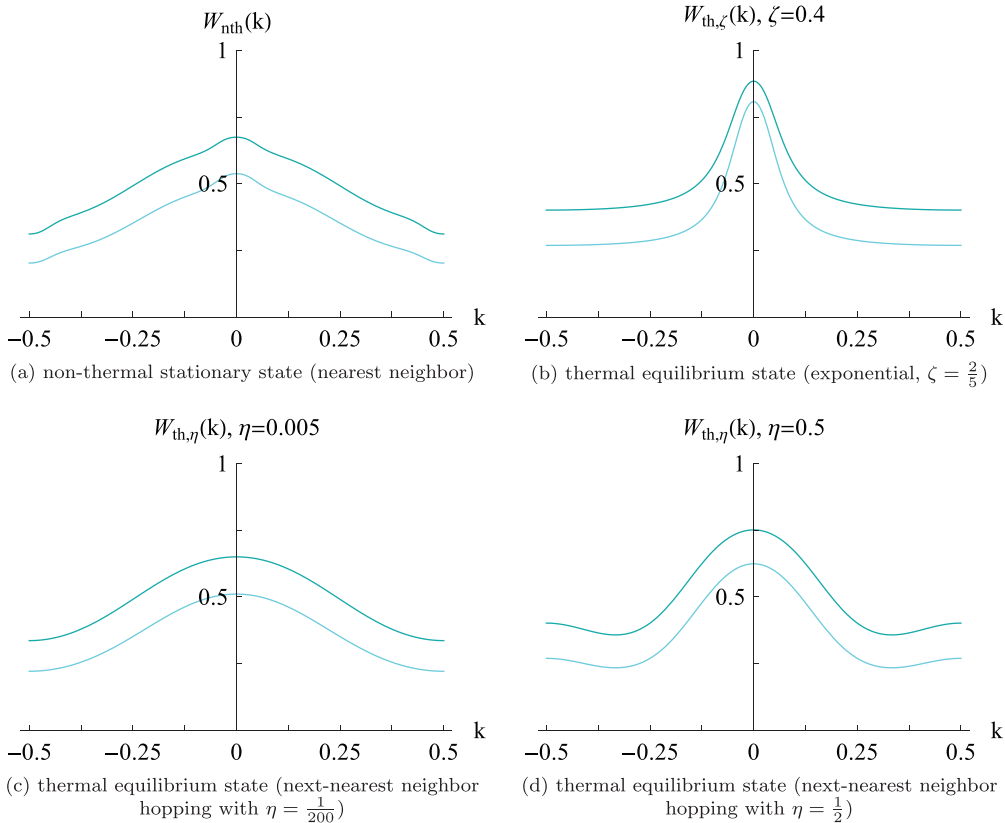 W_nth(k)
1
0.5
−0.5 −0.25 0 0.25 0.5 k
(a) non-thermal stationary state (nearest neighbor)
W_th,ζ(k), ζ=0.4
1
0.5
−0.5 −0.25 0 0.25 0.5 k
(b) thermal equilibrium state (exponential, ζ = 2/5)
W_th,η(k), η=0.005
1
0.5
−0.5 −0.25 0 0.25 0.5 k
(c) thermal equilibrium state (next-nearest neighbor
hopping with η = 1/200)
W_th,η(k), η=0.5
1
0.5
−0.5 −0.25 0 0.25 0.5 k
(d) thermal equilibrium state (next-nearest neighbor
hopping with η = 1/2)